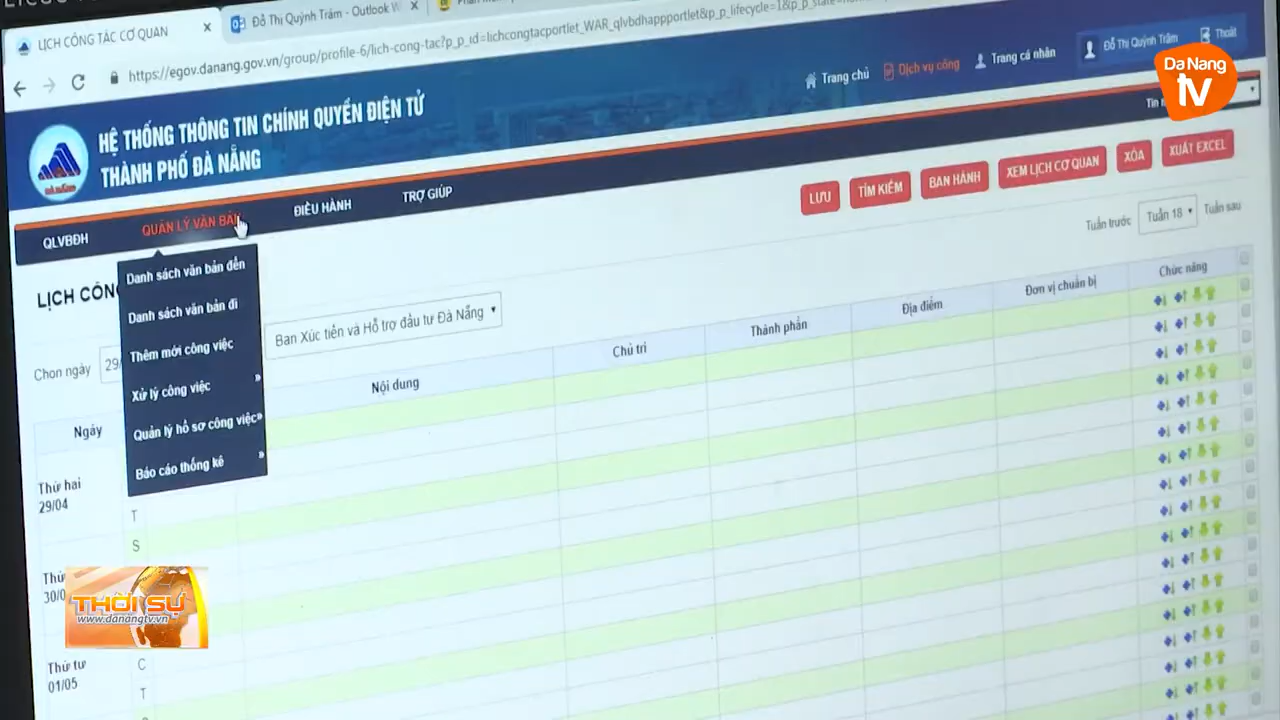 LỊCH CÔNG TÁC CƠ QUAN
Đỗ Thị Quỳnh Trâm - Outlook W
https://egov.danang.gov.vn/group/profile-6/lich-cong-tac?p_p_id=lichcongtacportlet_WAR_qlvbdhappportlet&p_p_lifecycle=1&p_p_state=
HỆ THỐNG THÔNG TIN CHÍNH QUYỀN ĐIỆN TỬ
THÀNH PHỐ ĐÀ NẴNG
Trang chủ
Dịch vụ công
Trang cá nhân
Đỗ Thị Quỳnh Trâm
Thoát
Da Nang
tv
QLVBĐH
QUẢN LÝ VĂN BẢN
ĐIỀU HÀNH
TRỢ GIÚP
LƯU
TÌM KIẾM
BAN HÀNH
XEM LỊCH CƠ QUAN
XÓA
XUẤT EXCEL
Tuần trước
Tuần 18
Tuần sau
LỊCH CÔN
Danh sách văn bản đến
Danh sách văn bản đi
Thêm mới công việc
Xử lý công việc
Quản lý hồ sơ công việc
Báo cáo thống kê
Chọn ngày
29/
Ban Xúc tiến và Hỗ trợ đầu tư Đà Nẵng
Ngày
Nội dung
Chủ trì
Thành phần
Địa điểm
Đơn vị chuẩn bị
Chức năng
Thứ hai
29/04
T
S
Thứ
30/0
Thứ tư
01/05
C
T
THỜI SỰ
www.danangtv.vn